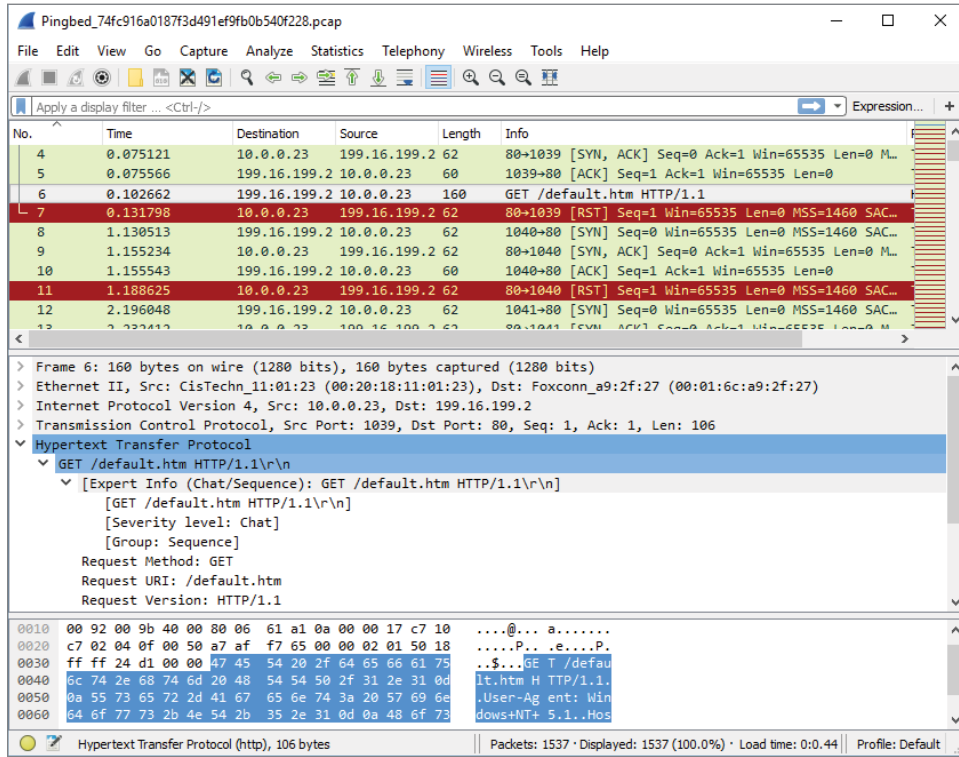 Pingbed_74fc916a0187f3d491ef9fb0b540f228.pcap
File Edit View Go Capture Analyze Statistics Telephony Wireless Tools Help
Apply a display filter ... <Ctrl-/> Expression... +
No. Time Destination Source Length Info
4 0.075121 10.0.0.23 199.16.199.2 62 80→1039 [SYN, ACK] Seq=0 Ack=1 Win=65535 Len=0 M…
5 0.075566 199.16.199.2 10.0.0.23 60 1039→80 [ACK] Seq=1 Ack=1 Win=65535 Len=0
6 0.102662 199.16.199.2 10.0.0.23 160 GET /default.htm HTTP/1.1
7 0.131798 10.0.0.23 199.16.199.2 62 80→1039 [RST] Seq=1 Win=65535 Len=0 MSS=1460 SAC…
8 1.130513 199.16.199.2 10.0.0.23 62 1040→80 [SYN] Seq=0 Win=65535 Len=0 MSS=1460 SAC…
9 1.155234 10.0.0.23 199.16.199.2 62 80→1040 [SYN, ACK] Seq=0 Ack=1 Win=65535 Len=0 M…
10 1.155543 199.16.199.2 10.0.0.23 60 1040→80 [ACK] Seq=1 Ack=1 Win=65535 Len=0
11 1.188625 10.0.0.23 199.16.199.2 62 80→1040 [RST] Seq=1 Win=65535 Len=0 MSS=1460 SAC…
12 2.196048 199.16.199.2 10.0.0.23 62 1041→80 [SYN] Seq=0 Win=65535 Len=0 MSS=1460 SAC…
13 2.232412 10.0.0.23 199.16.199.2 62 80→1041 [SYN, ACK] Seq=0 Ack=1 Win=65535 Len=0 M…
> Frame 6: 160 bytes on wire (1280 bits), 160 bytes captured (1280 bits)
> Ethernet II, Src: CisTechn_11:01:23 (00:20:18:11:01:23), Dst: Foxconn_a9:2f:27 (00:01:6c:a9:2f:27)
> Internet Protocol Version 4, Src: 10.0.0.23, Dst: 199.16.199.2
> Transmission Control Protocol, Src Port: 1039, Dst Port: 80, Seq: 1, Ack: 1, Len: 106
Hypertext Transfer Protocol
GET /default.htm HTTP/1.1\r\n
[Expert Info (Chat/Sequence): GET /default.htm HTTP/1.1\r\n]
[GET /default.htm HTTP/1.1\r\n]
[Severity level: Chat]
[Group: Sequence]
Request Method: GET
Request URI: /default.htm
Request Version: HTTP/1.1
0010 00 92 00 9b 40 00 80 06 61 a1 0a 00 00 17 c7 10 ....@... a.......
0020 c7 02 04 0f 00 50 a7 af f7 65 00 00 02 01 50 18 .....P.. .e....P.
0030 ff ff 24 d1 00 00 47 45 54 20 2f 64 65 66 61 75 ..$...GE T /defau
0040 6c 74 2e 68 74 6d 20 48 54 54 50 2f 31 2e 31 0d lt.htm H TTP/1.1.
0050 0a 55 73 65 72 2d 41 67 65 6e 74 3a 20 57 69 6e .User-Ag ent: Win
0060 64 6f 77 73 2b 4e 54 2b 35 2e 31 0d 0a 48 6f 73 dows+NT+ 5.1..Hos
Hypertext Transfer Protocol (http), 106 bytes Packets: 1537 · Displayed: 1537 (100.0%) · Load time: 0:0.44 Profile: Default